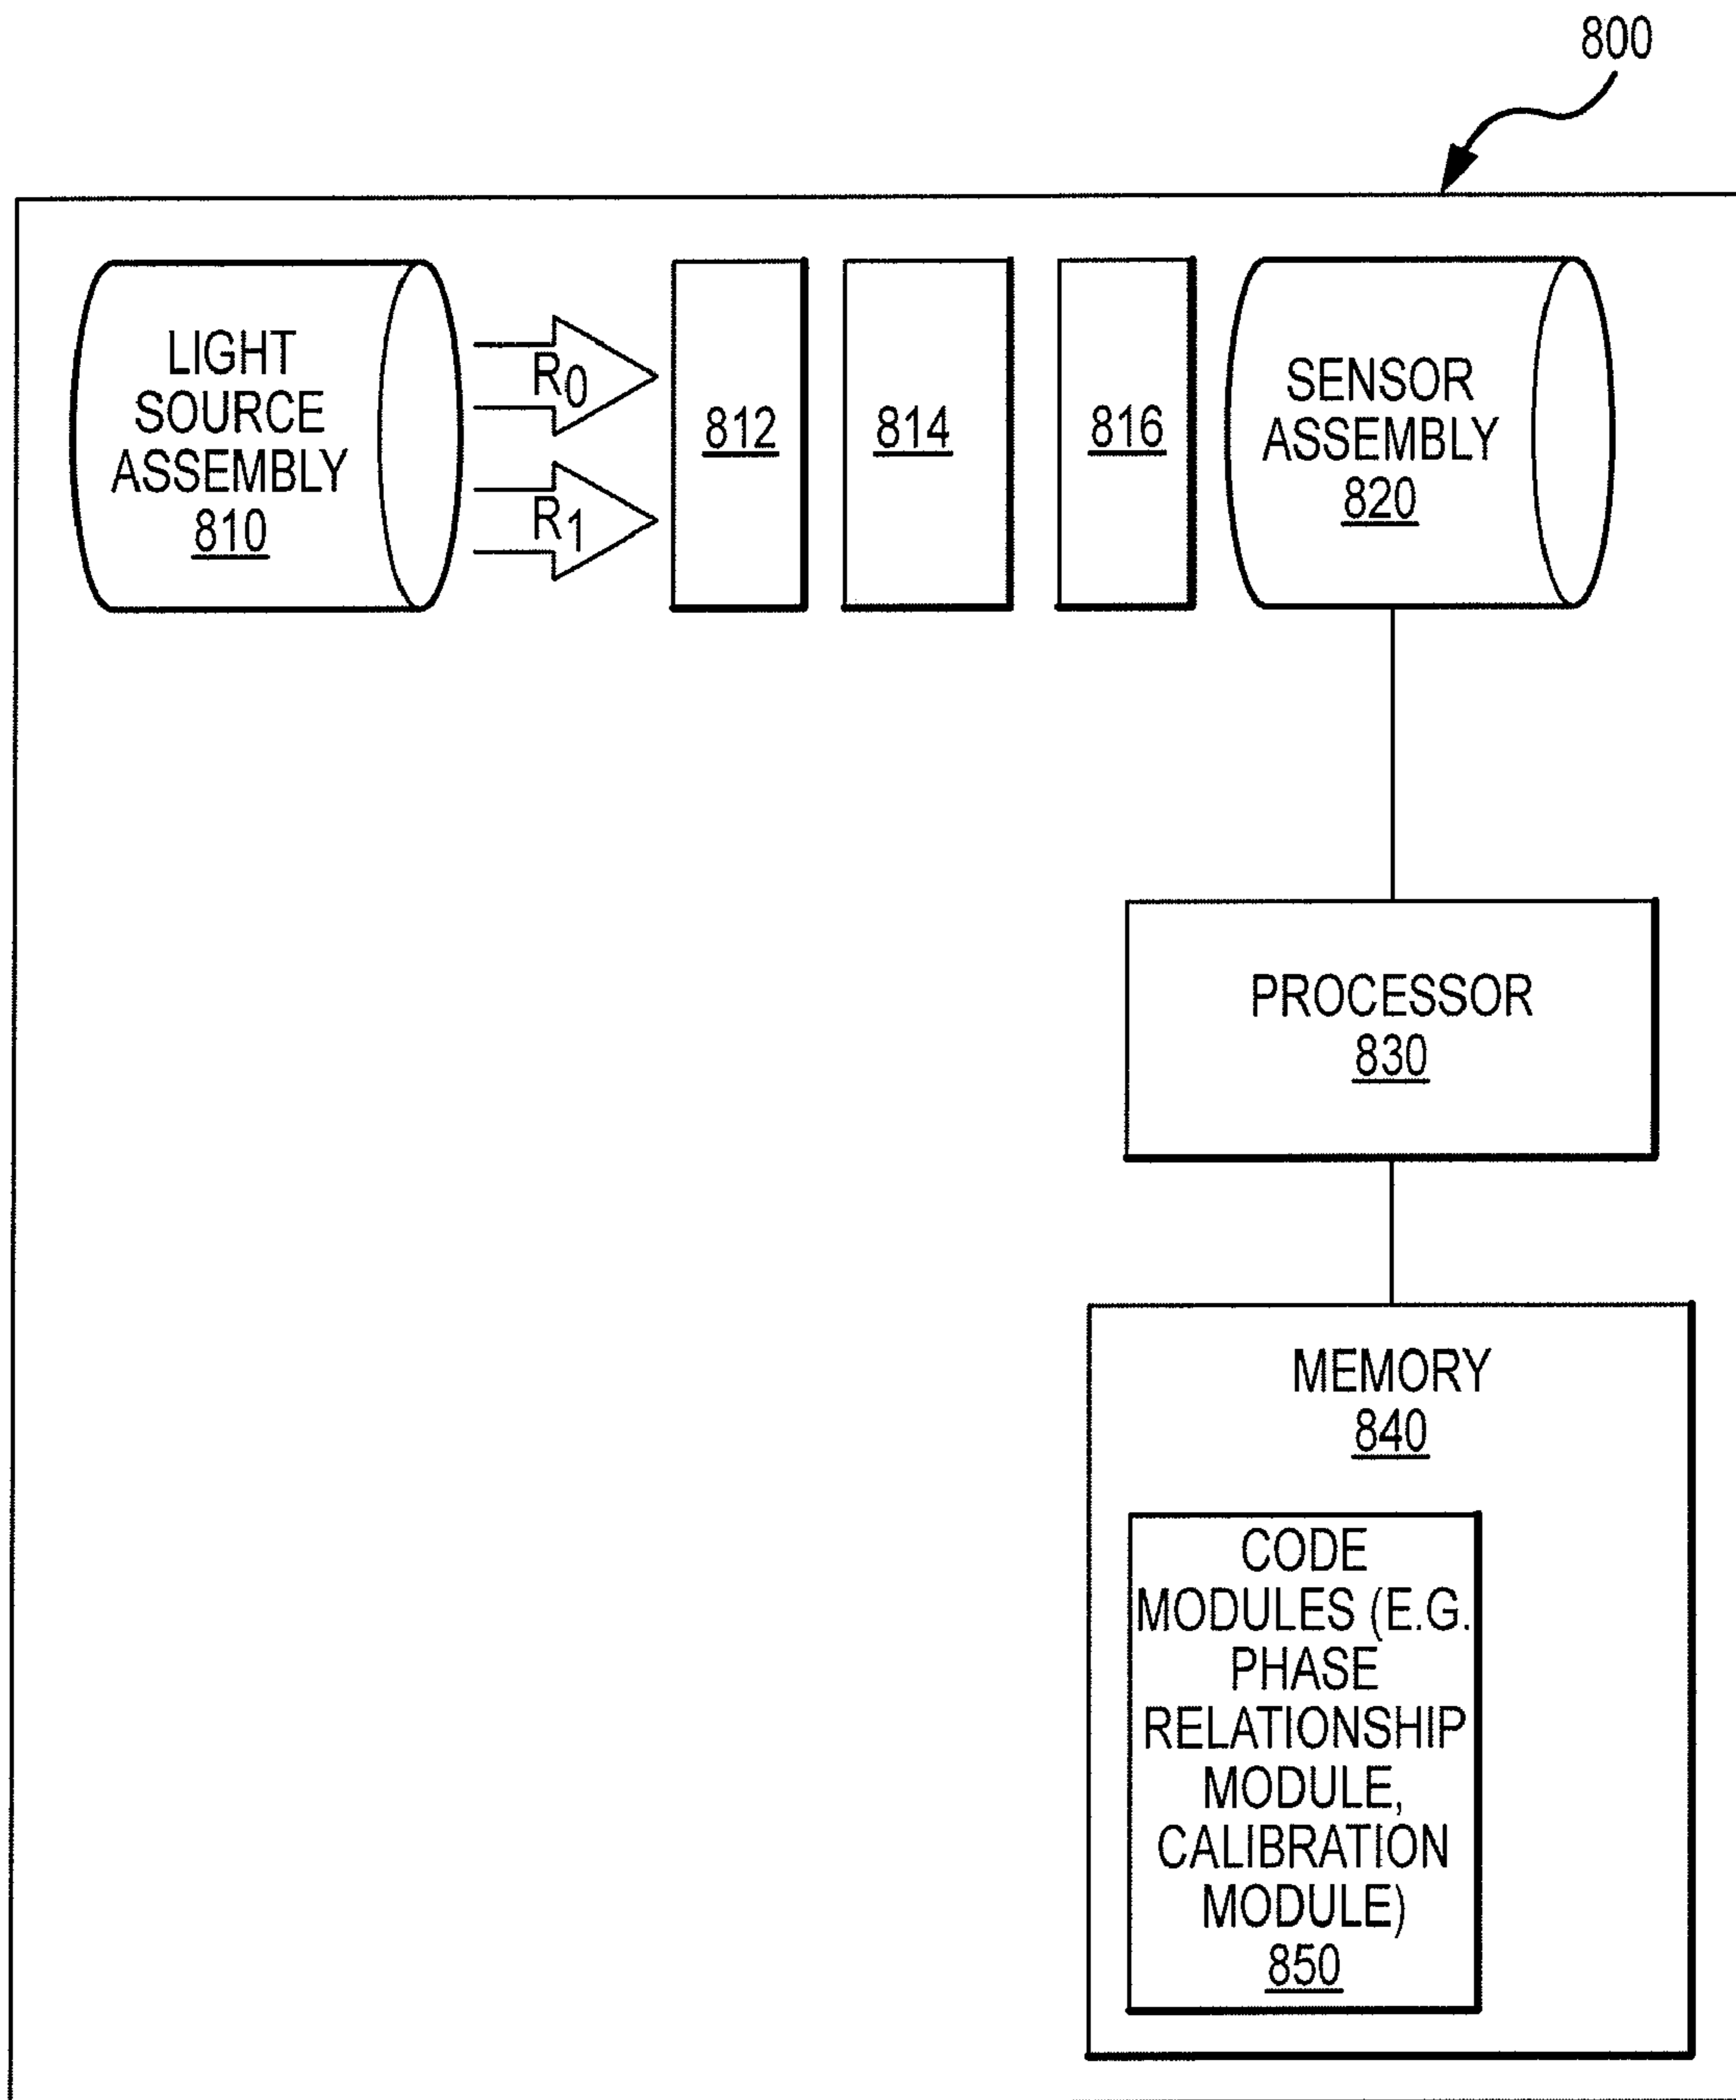 800
LIGHT
SOURCE
ASSEMBLY
810
R0
R1
812
814
816
SENSOR
ASSEMBLY
820
PROCESSOR
830
MEMORY
840
CODE
MODULES (E.G.
PHASE
RELATIONSHIP
MODULE,
CALIBRATION
MODULE)
850